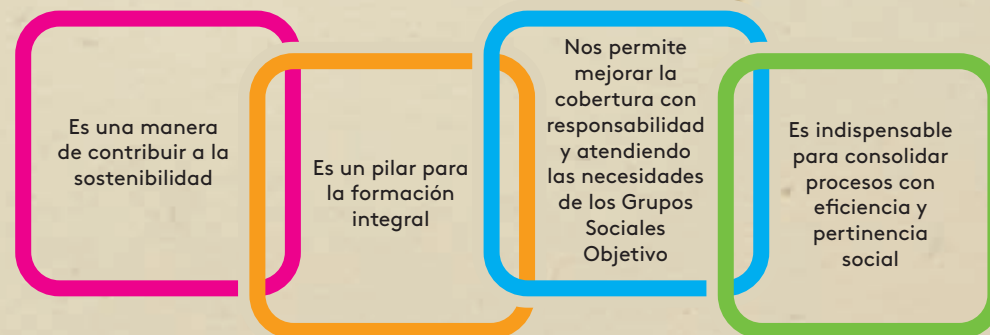 Es una manera
de contribuir a la
sostenibilidad
Es un pilar para
la formación
integral
Nos permite
mejorar la
cobertura con
responsabilidad
y atendiendo
las necesidades
de los Grupos
Sociales
Objetivo
Es indispensable
para consolidar
procesos con
eficiencia y
pertinencia
social